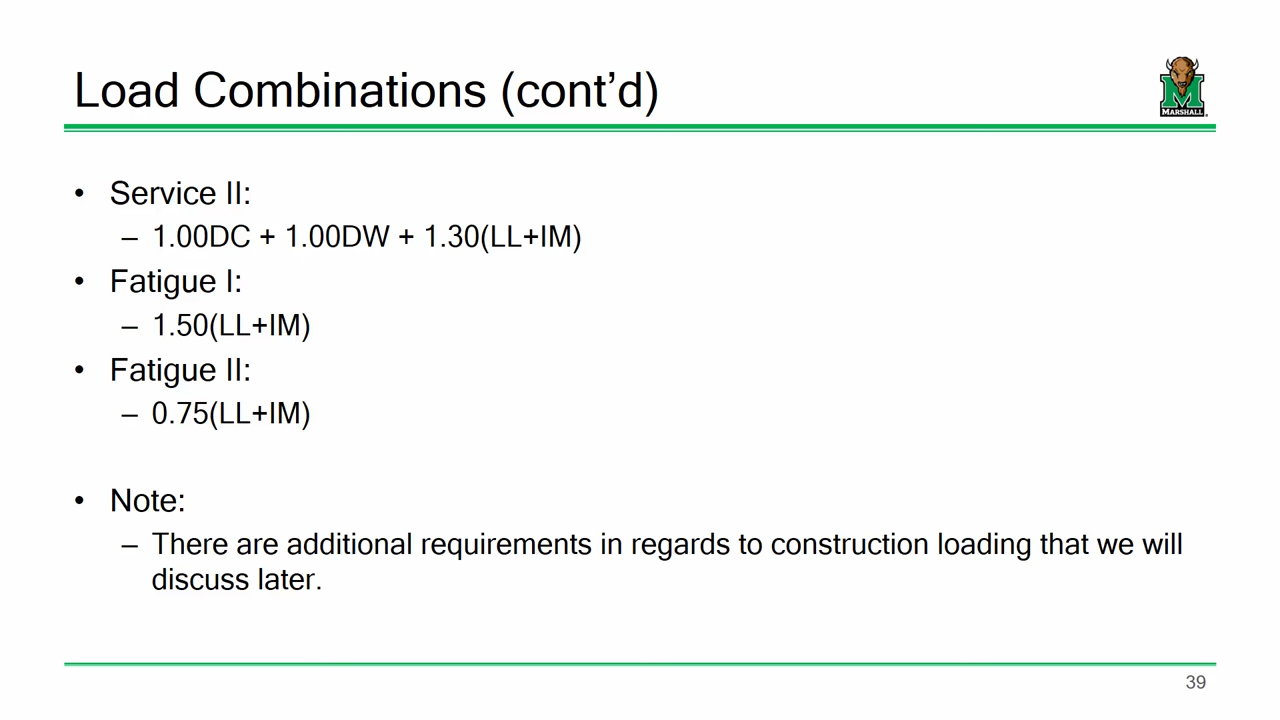 Load Combinations (cont’d)
MARSHALL
• Service II:
– 1.00DC + 1.00DW + 1.30(LL+IM)
• Fatigue I:
– 1.50(LL+IM)
• Fatigue II:
– 0.75(LL+IM)
• Note:
– There are additional requirements in regards to construction loading that we will
discuss later.
39